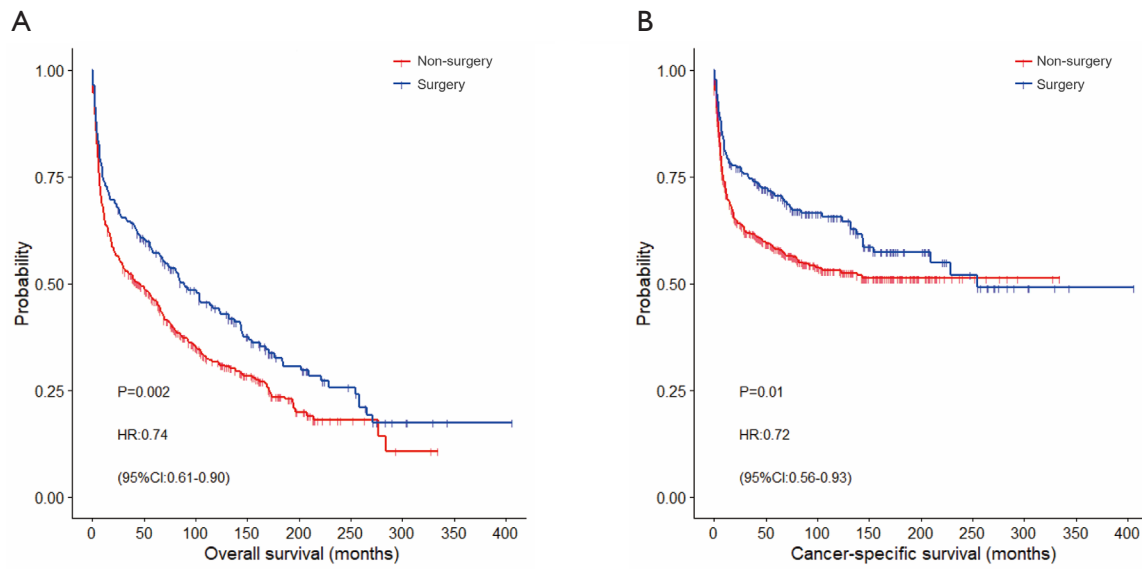 A
Probability
1.00
0.75
0.50
0.25
0.00
Non-surgery
Surgery
P=0.002
HR:0.74
(95%CI:0.61-0.90)
0 50 100 150 200 250 300 350 400
Overall survival (months)
B
Probability
1.00
0.75
0.50
0.25
0.00
Non-surgery
Surgery
P=0.01
HR:0.72
(95%CI:0.56-0.93)
0 50 100 150 200 250 300 350 400
Cancer-specific survival (months)